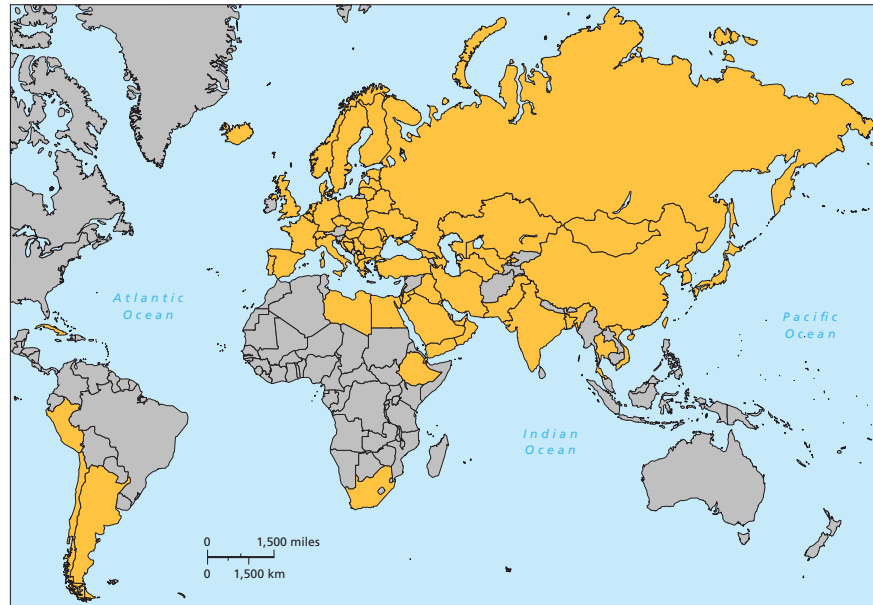 Atlantic
Ocean
Pacific
Ocean
Indian
Ocean
0 1,500 miles
0 1,500 km